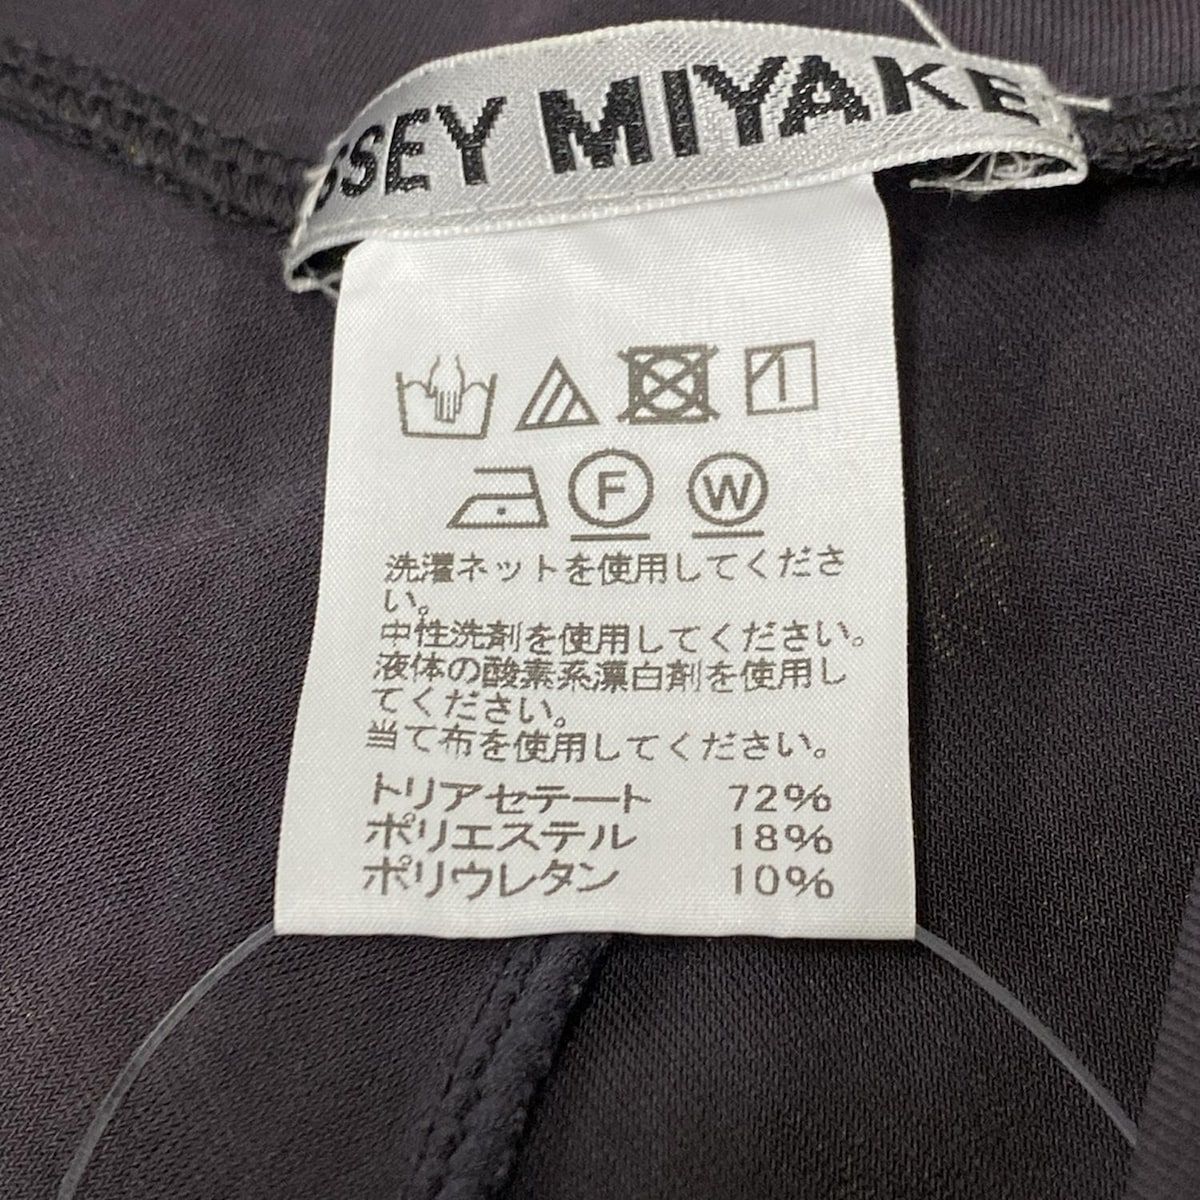 ISSEY MIYAKE
F W
洗濯ネットを使用してくださ
い。
中性洗剤を使用してください。
液体の酸素系漂白剤を使用し
てください。
当て布を使用してください。
トリアセテート 72%
ポリエステル 18%
ポリウレタン 10%